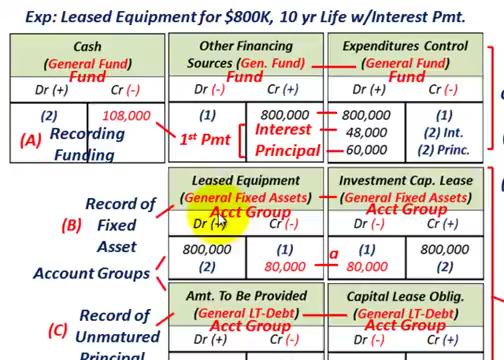 Exp: Leased Equipment for $800K, 10 yr Life w/Interest Pmt.
Cash
(General Fund)
Fund
Dr (+) Cr (-)
(2) 108,000
(A) Recording
Funding
Other Financing
Sources (Gen. Fund)
Fund
Dr (-) Cr (+)
(1) 800,000
1st Pmt
Interest
Principal
Expenditures Control
(General Fund)
Fund
Dr (+) Cr (-)
800,000 (1)
48,000 (2) Int.
60,000 (2) Princ.
Record of
(B) Fixed
Asset
Leased Equipment
(General Fixed Assets)
Acct Group
Dr (+) Cr (-)
800,000 (1)
(2) 80,000
a
Investment Cap. Lease
(General Fixed Assets)
Acct Group
Dr (-) Cr (+)
(1) 800,000
80,000 (2)
Account Groups
(C) Record of
Unmatured
Principal
Amt. To Be Provided
(General LT-Debt)
Acct Group
Dr (+) Cr (-)
Capital Lease Oblig.
(General LT-Debt)
Acct Group
Dr (-) Cr (+)